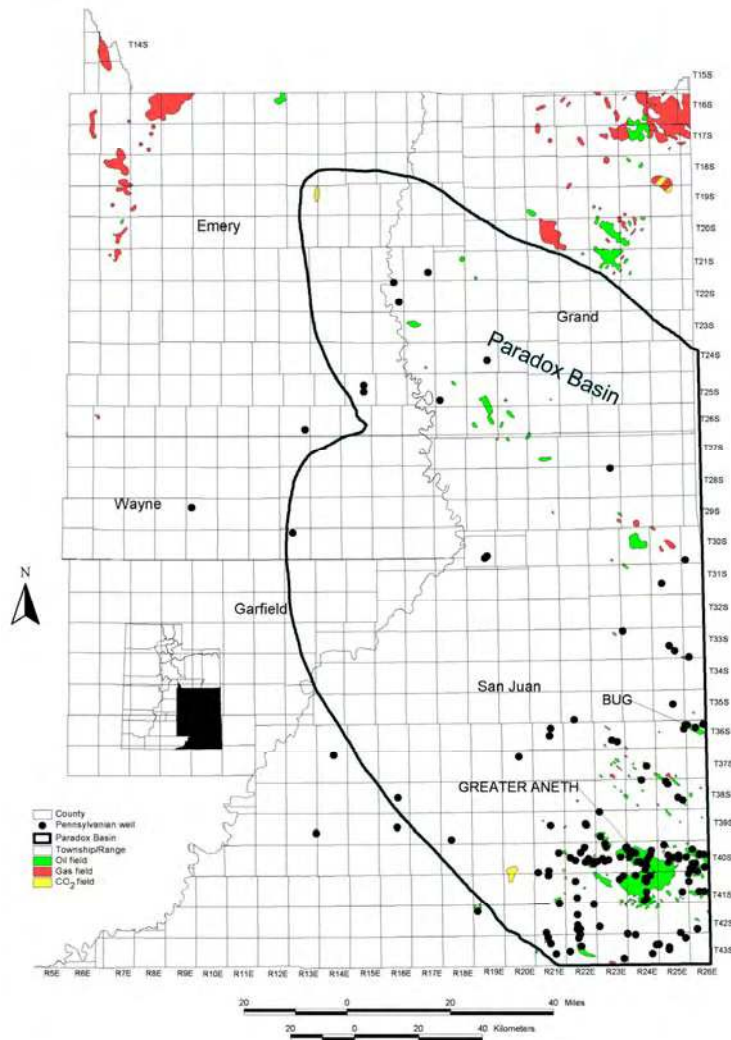 T14S
T15S
T16S
T17S
T18S
T19S
T20S
T21S
T22S
T23S
T24S
T25S
T26S
T27S
T28S
T29S
T30S
T31S
T32S
T33S
T34S
T35S
T36S
T37S
T38S
T39S
T40S
T41S
T42S
T43S
Emery
Grand
Paradox Basin
Wayne
N
Garfield
San Juan
BUG
GREATER ANETH
County
Pennsylvanian well
Paradox Basin
Township/Range
Oil field
Gas field
CO2 field
R5E R6E R7E R8E R9E R10E R11E R12E R13E R14E R15E R16E R17E R18E R19E R20E R21E R22E R23E R24E R25E R26E
20 0 20 40 Miles
20 10 0 20 40 Kilometers